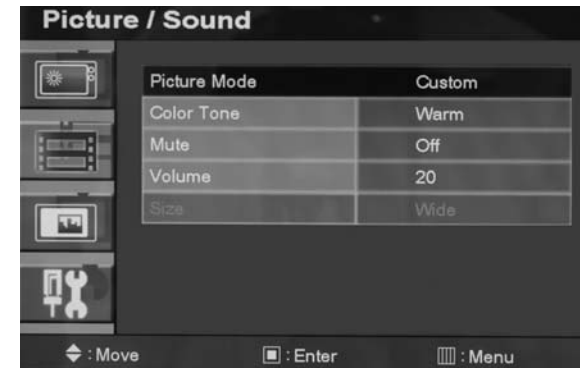 Picture / Sound
Picture Mode Custom
Color Tone Warm
Mute Off
Volume 20
Size Wide
: Move : Enter : Menu